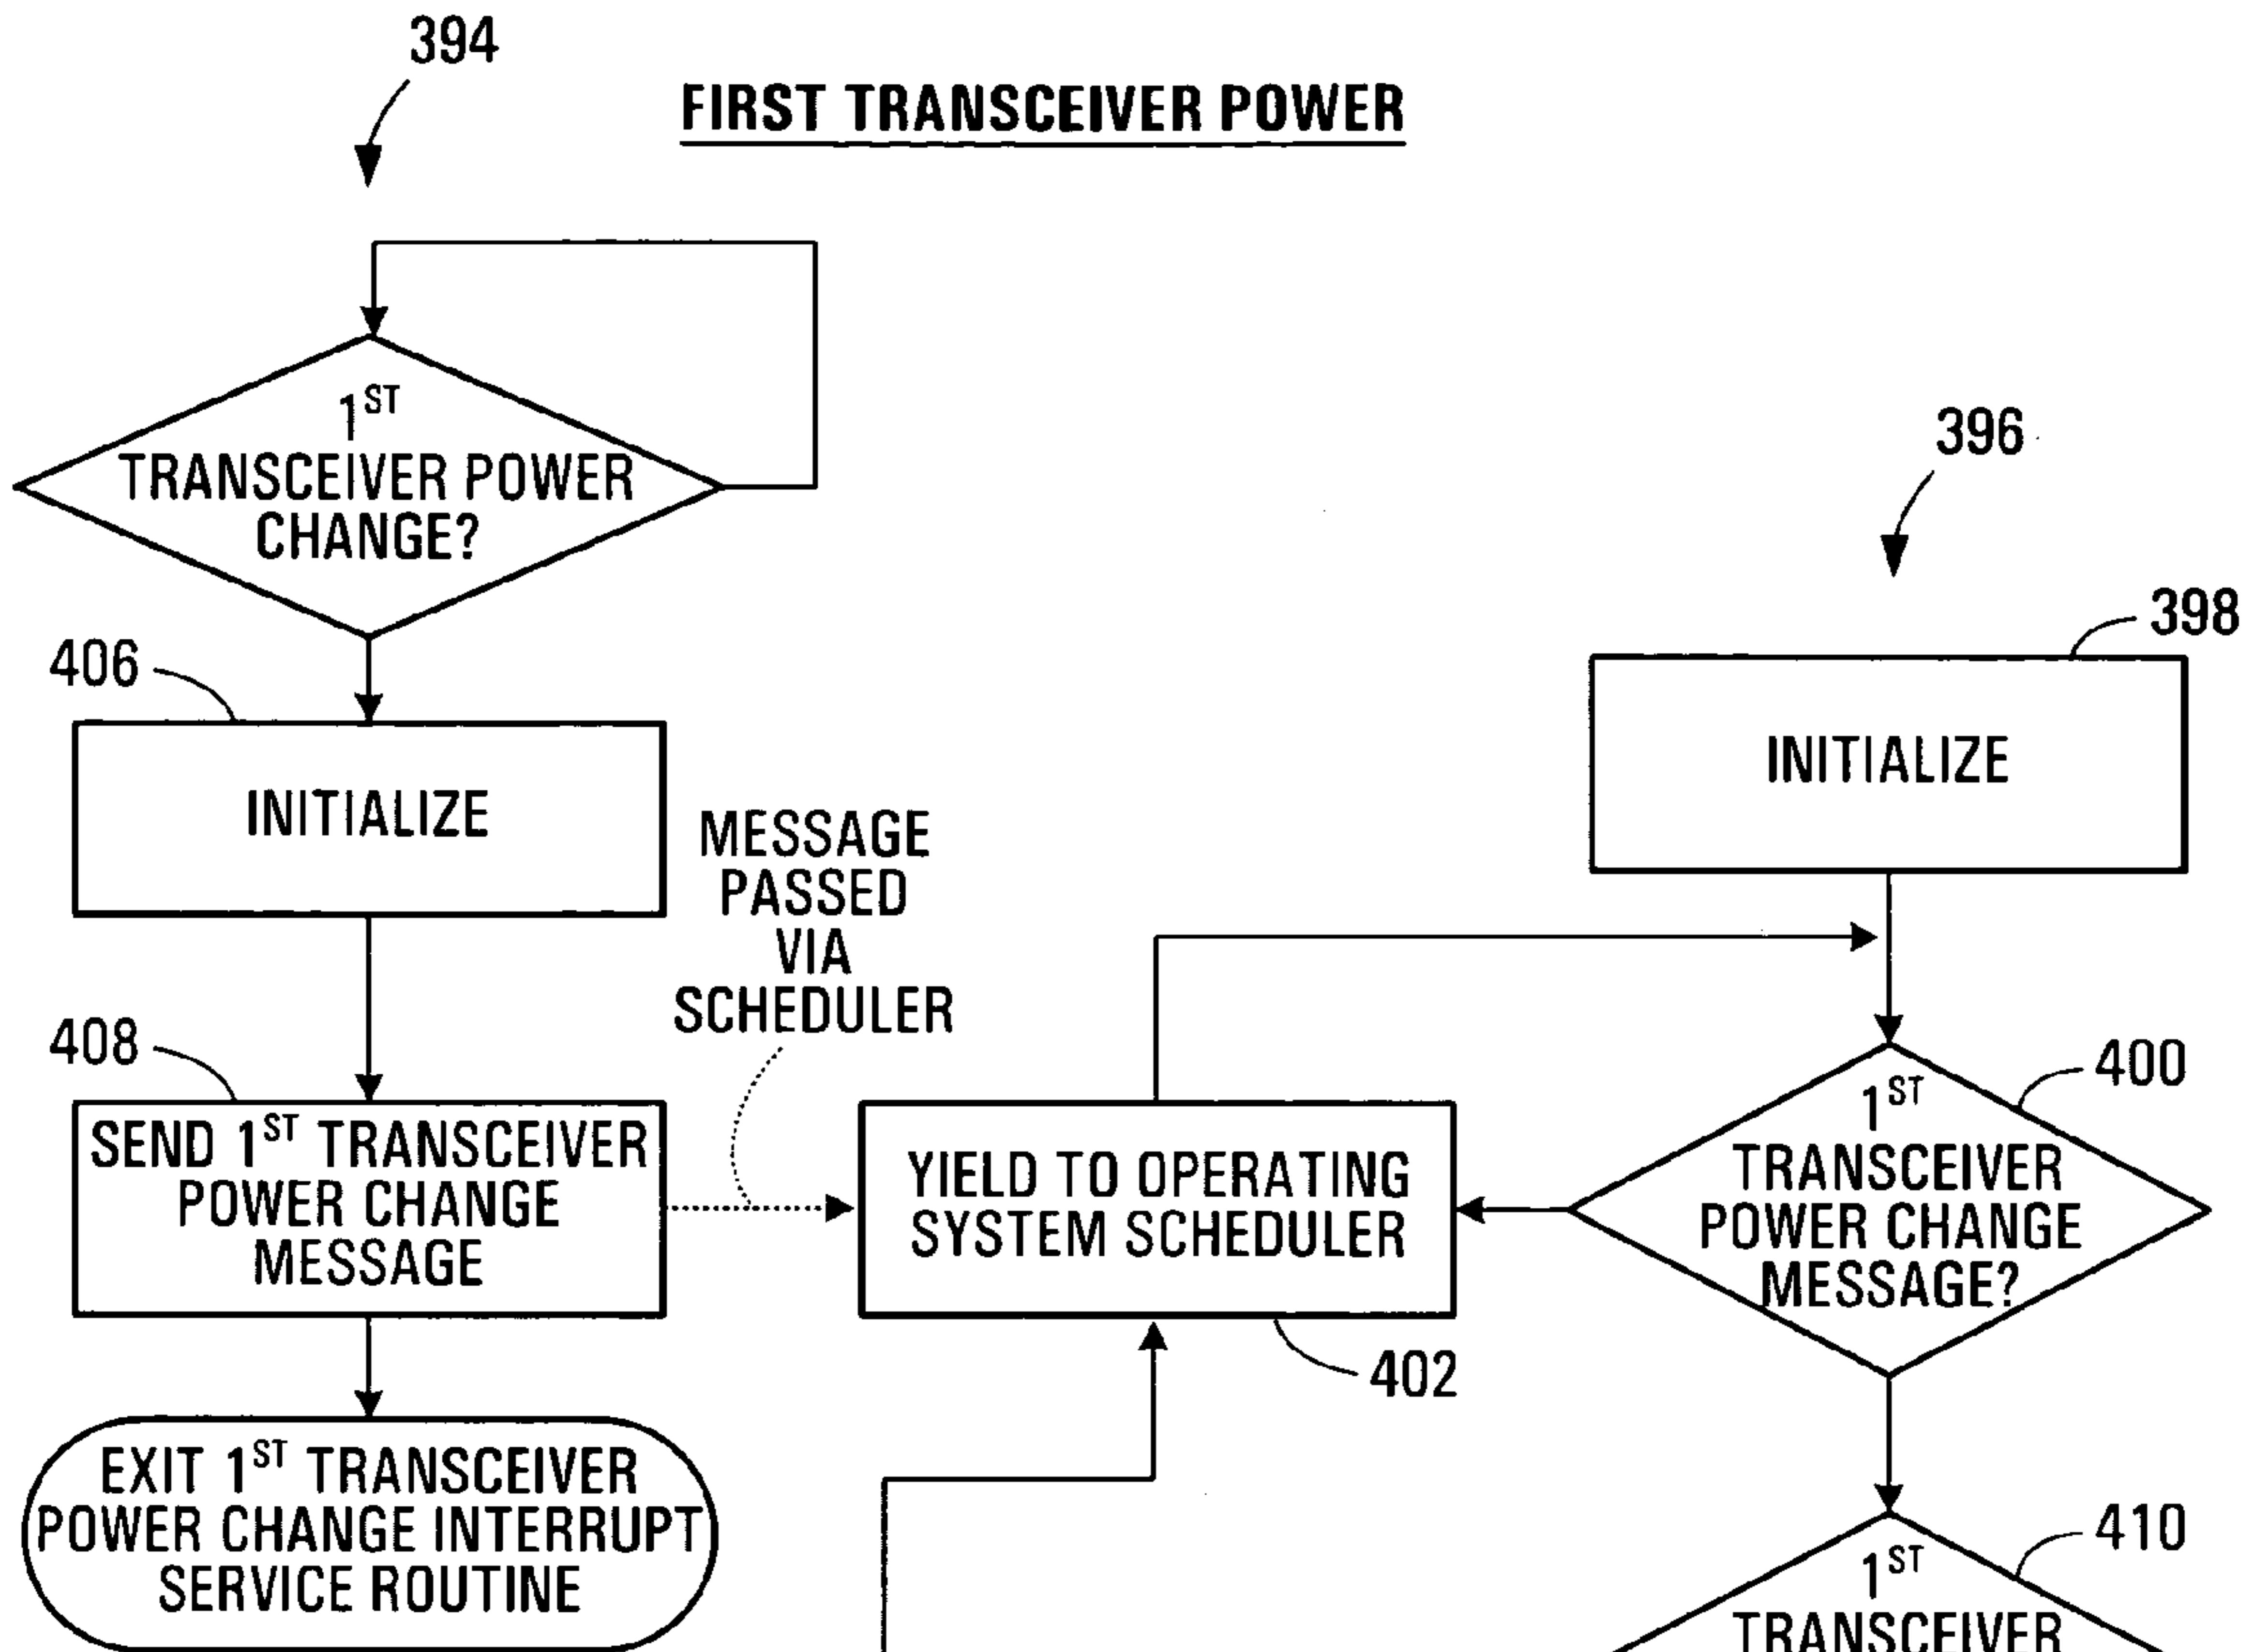 394
FIRST TRANSCEIVER POWER
1ST
TRANSCEIVER POWER
CHANGE?
396
398
406
INITIALIZE
INITIALIZE
MESSAGE
PASSED
VIA
SCHEDULER
408
400
SEND 1ST TRANSCEIVER
POWER CHANGE
MESSAGE
YIELD TO OPERATING
SYSTEM SCHEDULER
1ST
TRANSCEIVER
POWER CHANGE
MESSAGE?
402
EXIT 1ST TRANSCEIVER
POWER CHANGE INTERRUPT
SERVICE ROUTINE
410
1ST
TRANSCEIVER